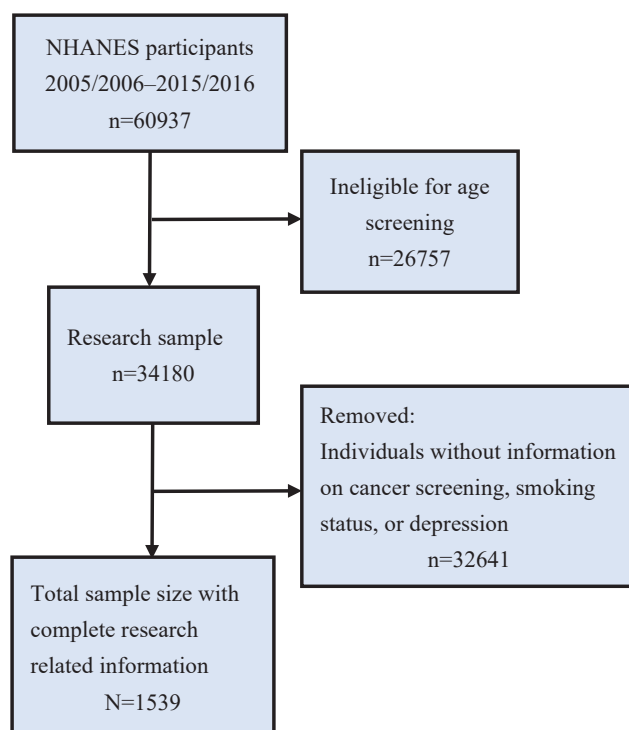 NHANES participants
2005/2006–2015/2016
n=60937
Ineligible for age
screening
n=26757
Research sample
n=34180
Removed:
Individuals without information
on cancer screening, smoking
status, or depression
n=32641
Total sample size with
complete research
related information
N=1539